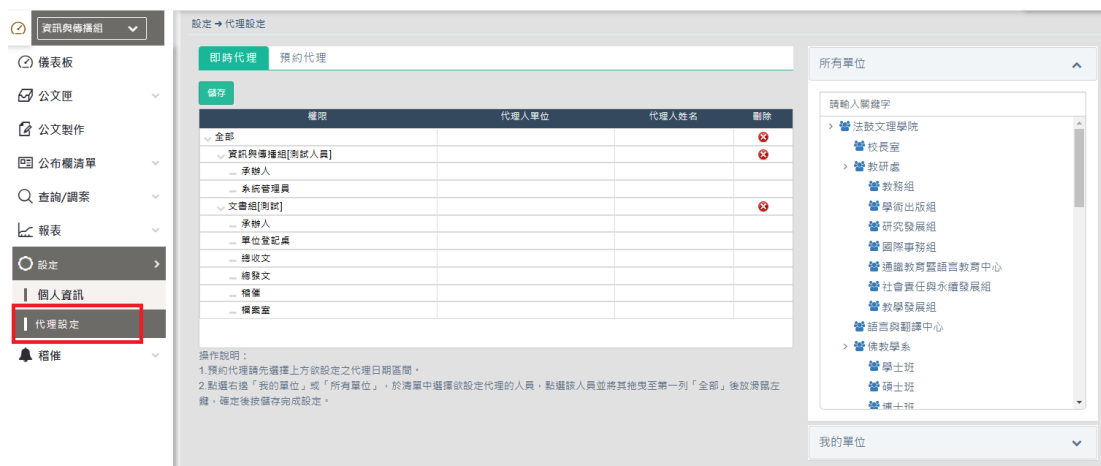 資訊與傳播組
設定➔代理設定
儀表板
公文匣
公文製作
公布欄清單
查詢/調案
報表
設定
個人資訊
代理設定
稽催
即時代理 預約代理
儲存
權限 代理人單位 代理人姓名 刪除
全部
資訊與傳播組[測試人員]
承辦人
系統管理員
文書組[測試]
承辦人
單位登記桌
總收文
總發文
稽催
檔案室
操作說明：
1.預約代理請先選擇上方欲設定之代理日期區間。
2.點選右邊「我的單位」或「所有單位」，於清單中選擇欲設定代理的人員，點選該人員並將其拖曳至第一列「全部」後放滑鼠左
鍵，確定後按儲存完成設定。
所有單位
請輸入關鍵字
法鼓文理學院
校長室
教研處
教務組
學術出版組
研究發展組
國際事務組
通識教育暨語言教育中心
社會責任與永續發展組
教學發展組
語言與翻譯中心
佛教學系
學士班
碩士班
博士班
我的單位